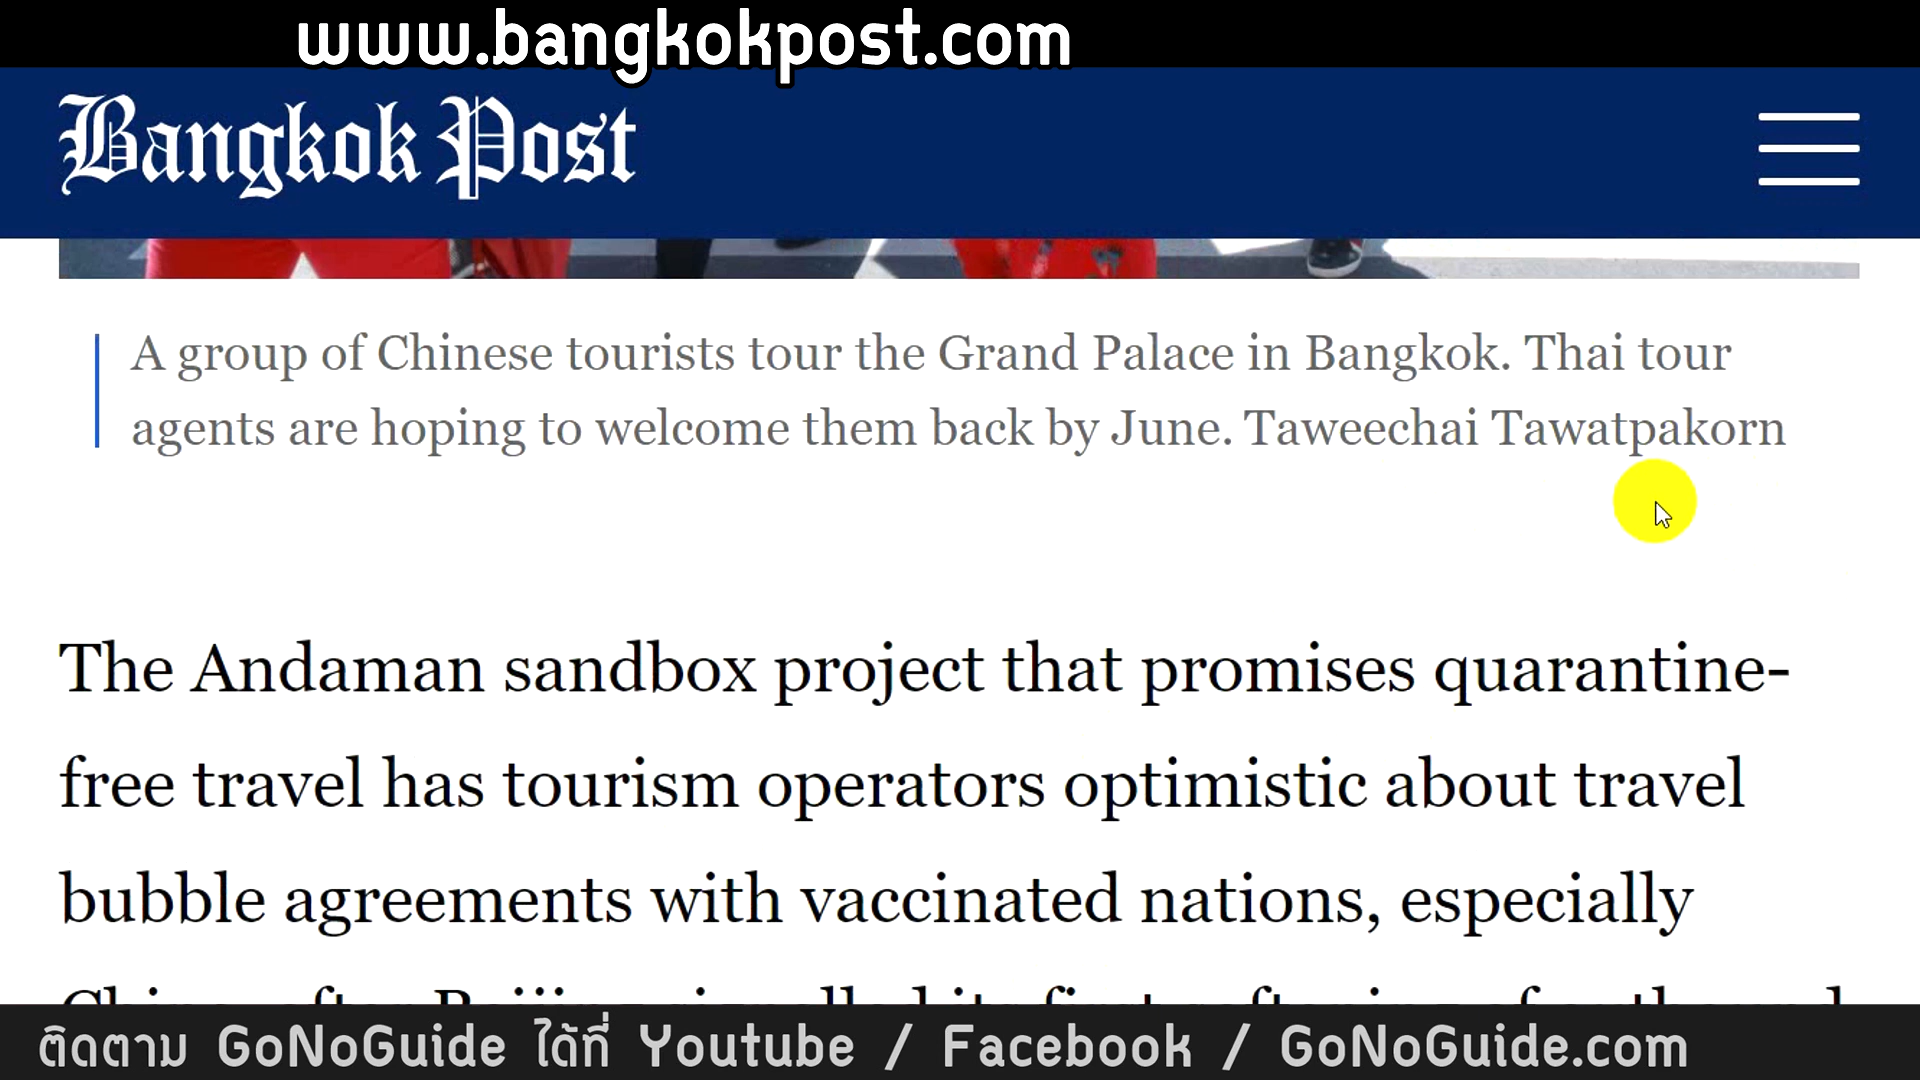 www.bangkokpost.com
Bangkok Post
A group of Chinese tourists tour the Grand Palace in Bangkok. Thai tour
agents are hoping to welcome them back by June. Taweechai Tawatpakorn
The Andaman sandbox project that promises quarantine-
free travel has tourism operators optimistic about travel
bubble agreements with vaccinated nations, especially
ติดตาม GoNoGuide ได้ที่ Youtube / Facebook / GoNoGuide.com